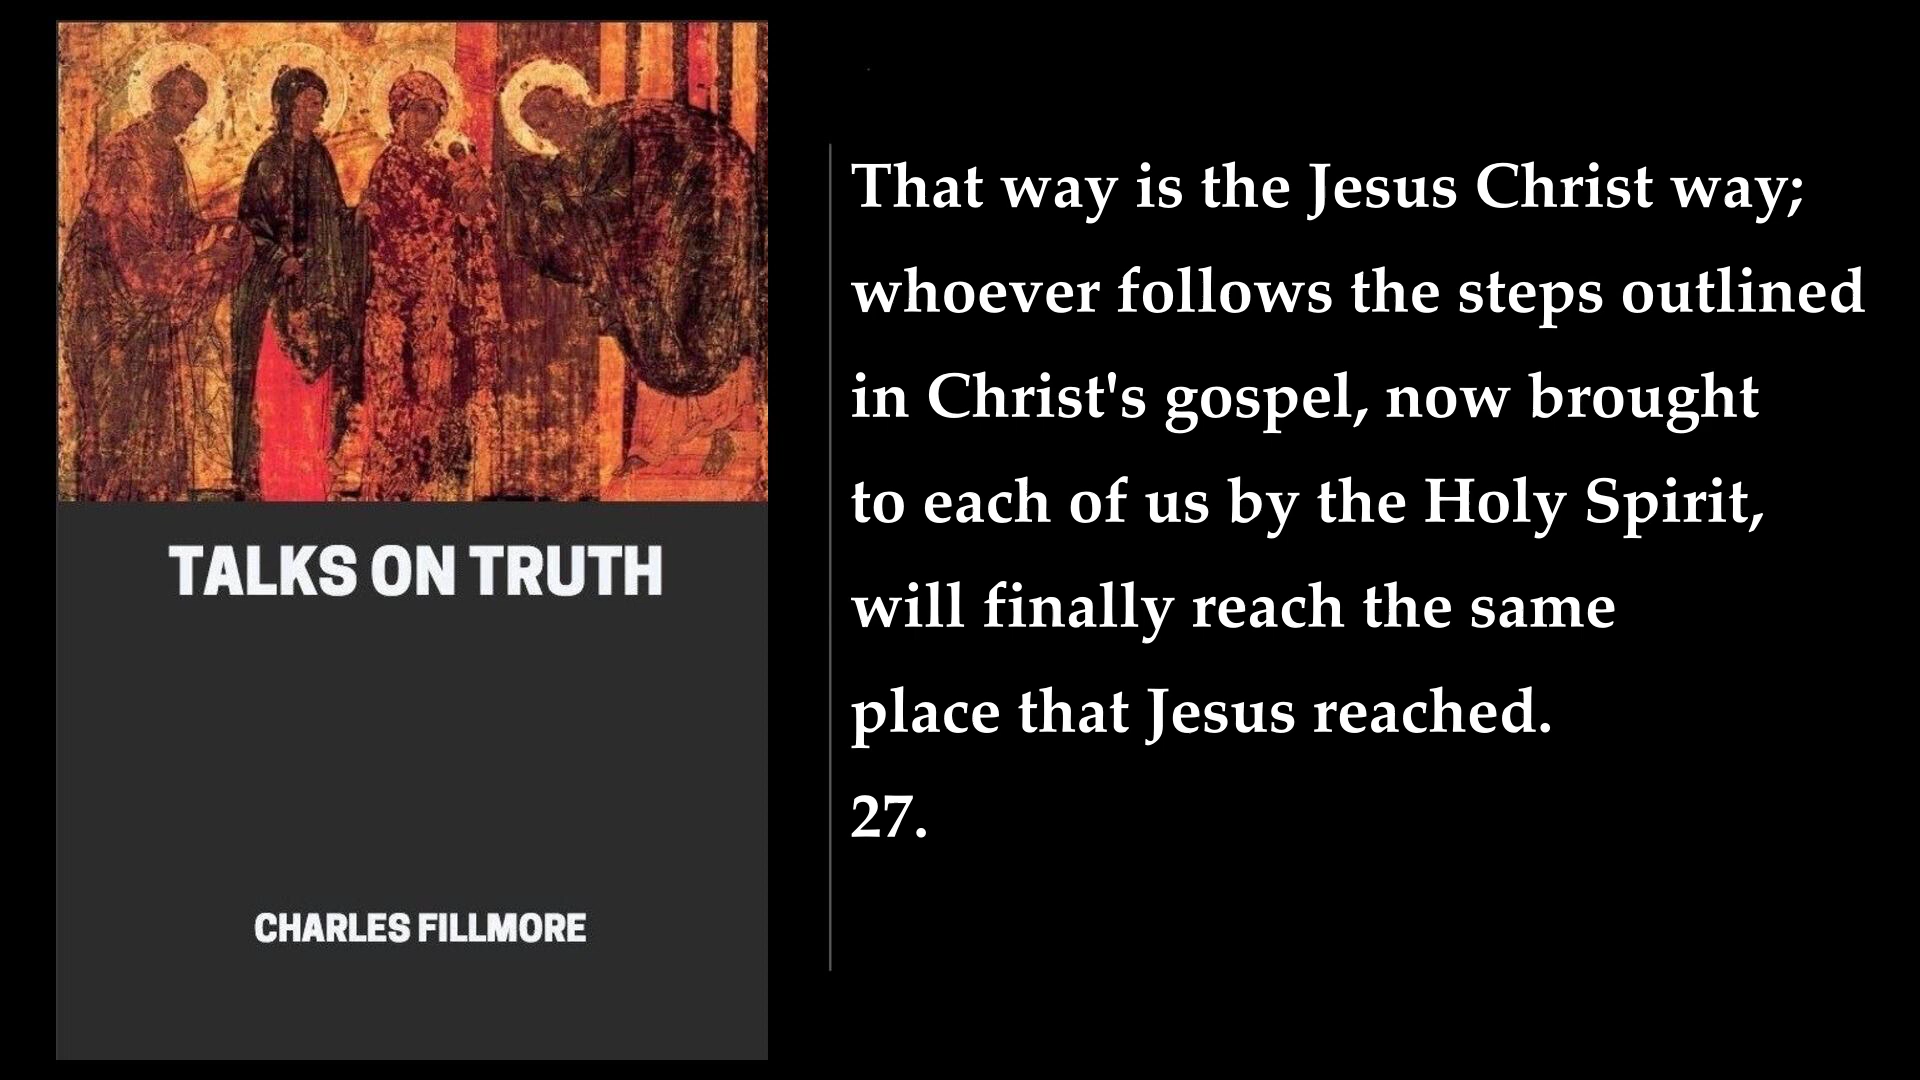 TALKS ON TRUTH
CHARLES FILLMORE
That way is the Jesus Christ way;
whoever follows the steps outlined
in Christ's gospel, now brought
to each of us by the Holy Spirit,
will finally reach the same
place that Jesus reached.
27.